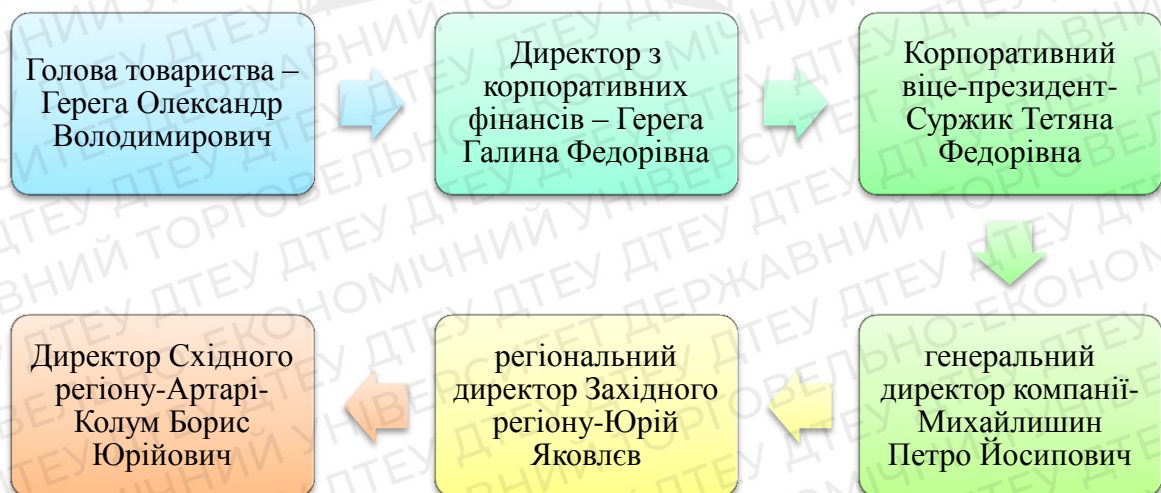 Голова товариства –
Герега Олександр
Володимирович
Директор з
корпоративних
фінансів – Герега
Галина Федорівна
Корпоративний
віце-президент-
Суржик Тетяна
Федорівна
генеральний
директор компанії-
Михайлишин
Петро Йосипович
регіональний
директор Західного
регіону-Юрій
Яковлєв
Директор Східного
регіону-Артарі-
Колум Борис
Юрійович